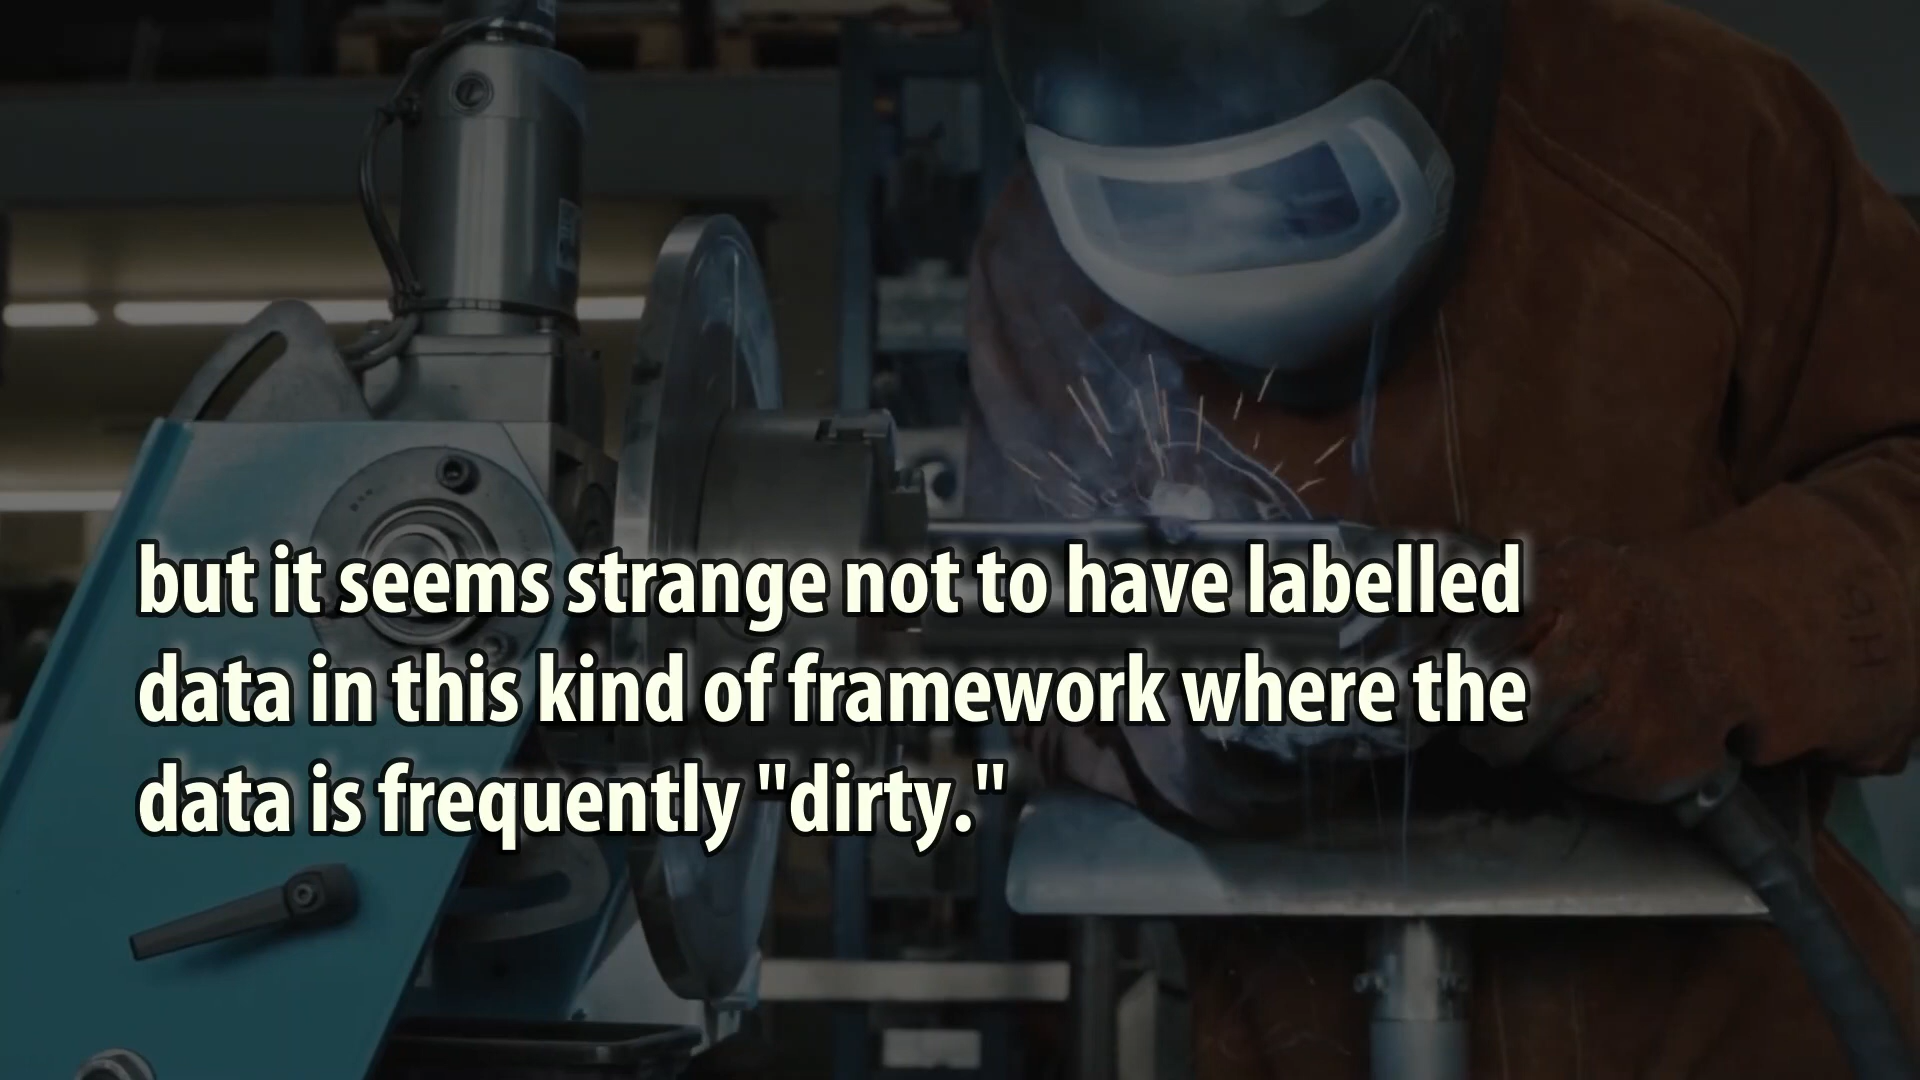 but it seems strange not to have labelled
data in this kind of framework where the
data is frequently "dirty."